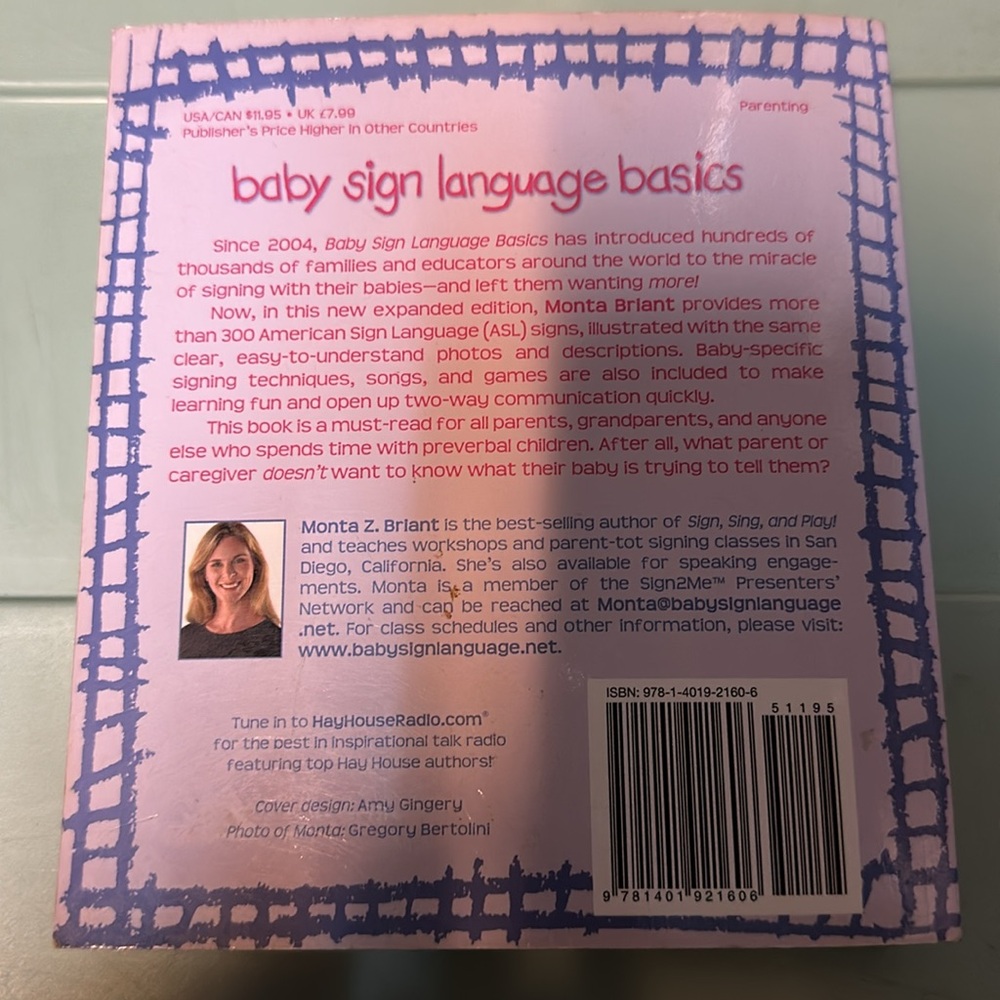 USA/CAN $11.95 • UK £7.99
Publisher's Price Higher in Other Countries
Parenting
baby sign language basics
Since 2004, Baby Sign Language Basics has introduced hundreds of
thousands of families and educators around the world to the miracle
of signing with their babies—and left them wanting more!
Now, in this new expanded edition, Monta Briant provides more
than 300 American Sign Language (ASL) signs, illustrated with the same
clear, easy-to-understand photos and descriptions. Baby-specific
signing techniques, songs, and games are also included to make
learning fun and open up two-way communication quickly.
This book is a must-read for all parents, grandparents, and anyone
else who spends time with preverbal children. After all, what parent or
caregiver doesn't want to know what their baby is trying to tell them?
Monta Z. Briant is the best-selling author of Sign, Sing, and Play!
and teaches workshops and parent-tot signing classes in San
Diego, California. She's also available for speaking engage-
ments. Monta is a member of the Sign2Me™ Presenters'
Network and can be reached at Monta@babysignlanguage
.net. For class schedules and other information, please visit:
www.babysignlanguage.net.
Tune in to HayHouseRadio.com®
for the best in inspirational talk radio
featuring top Hay House authors!
Cover design: Amy Gingery
Photo of Monta: Gregory Bertolini
ISBN: 978-1-4019-2160-6
51195
9 781401 921606